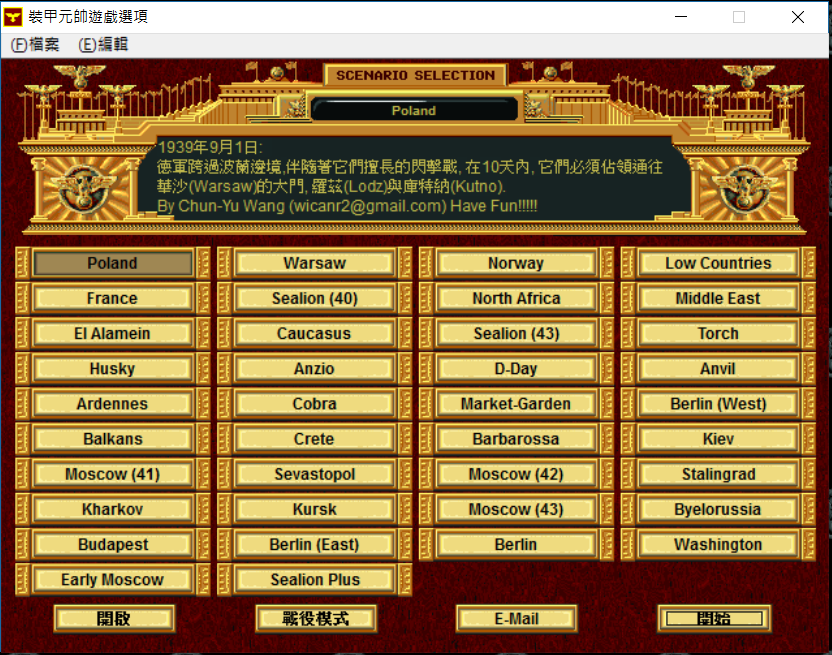 裝甲元帥遊戲選項
(F)檔案 (E)編輯
SCENARIO SELECTION
Poland
1939年9月1日:
德軍跨過波蘭邊境,伴隨著它們擅長的閃擊戰, 在10天內, 它們必須佔領通往
華沙(Warsaw)的大門, 羅茲(Lodz)與庫特納(Kutno).
By Chun-Yu Wang (wicanr2@gmail.com) Have Fun!!!!!
Poland Warsaw Norway Low Countries
France Sealion (40) North Africa Middle East
El Alamein Caucasus Sealion (43) Torch
Husky Anzio D-Day Anvil
Ardennes Cobra Market-Garden Berlin (West)
Balkans Crete Barbarossa Kiev
Moscow (41) Sevastopol Moscow (42) Stalingrad
Kharkov Kursk Moscow (43) Byelorussia
Budapest Berlin (East) Berlin Washington
Early Moscow Sealion Plus
開啟 戰役模式 E-Mail 開始